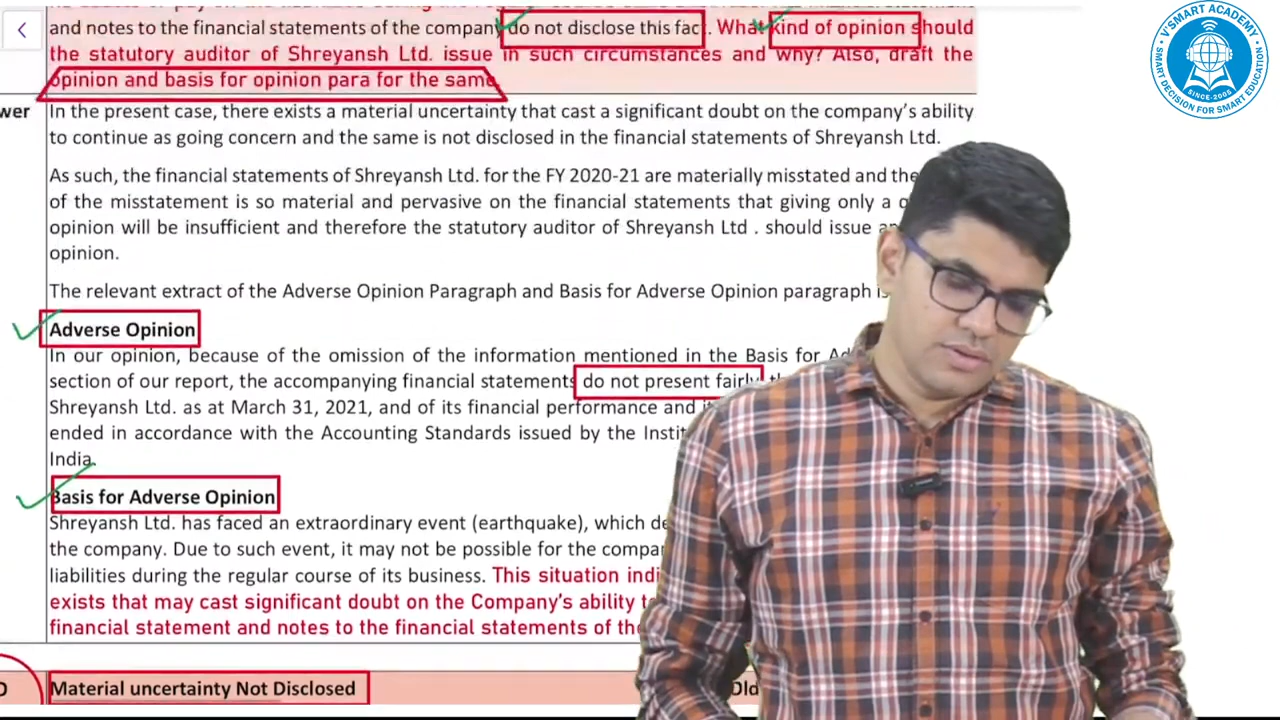 and notes to the financial statements of the company do not disclose this fact. What kind of opinion should
the statutory auditor of Shreyansh Ltd. issue in such circumstances and why? Also, draft the
opinion and basis for opinion para for the same.
wer
In the present case, there exists a material uncertainty that cast a significant doubt on the company's ability
to continue as going concern and the same is not disclosed in the financial statements of Shreyansh Ltd.
As such, the financial statements of Shreyansh Ltd. for the FY 2020-21 are materially misstated and the
of the misstatement is so material and pervasive on the financial statements that giving only a
opinion will be insufficient and therefore the statutory auditor of Shreyansh Ltd . should issue an
opinion.
The relevant extract of the Adverse Opinion Paragraph and Basis for Adverse Opinion paragraph is
Adverse Opinion
In our opinion, because of the omission of the information mentioned in the Basis for
section of our report, the accompanying financial statements do not present fairly
Shreyansh Ltd. as at March 31, 2021, and of its financial performance and
ended in accordance with the Accounting Standards issued by the
India.
Basis for Adverse Opinion
Shreyansh Ltd. has faced an extraordinary event (earthquake), which
the company. Due to such event, it may not be possible for the
liabilities during the regular course of its business. This situation
exists that may cast significant doubt on the Company's ability
financial statement and notes to the financial statements of
Material uncertainty Not Disclosed
Old
VSMART ACADEMY
SINCE-2005
SMART DECISION FOR SMART EDUCATION